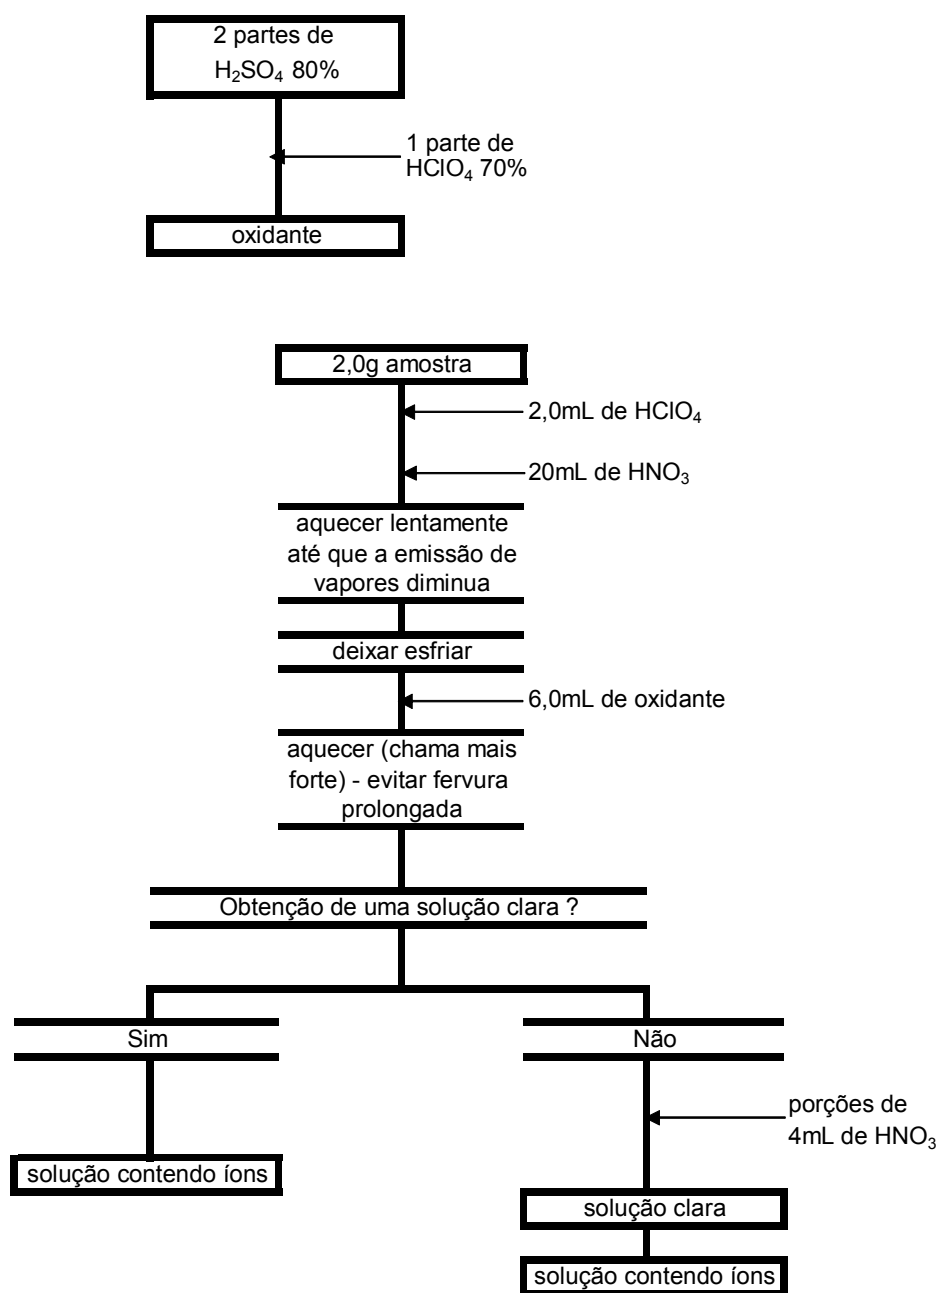 2 partes de
H₂SO₄ 80%
1 parte de
HClO₄ 70%
oxidante
2,0g amostra
2,0mL de HClO₄
20mL de HNO₃
aquecer lentamente
até que a emissão de
vapores diminua
deixar esfriar
6,0mL de oxidante
aquecer (chama mais
forte) - evitar fervura
prolongada
Obtenção de uma solução clara ?
Sim
Não
porções de
4mL de HNO₃
solução contendo íons
solução clara
solução contendo íons